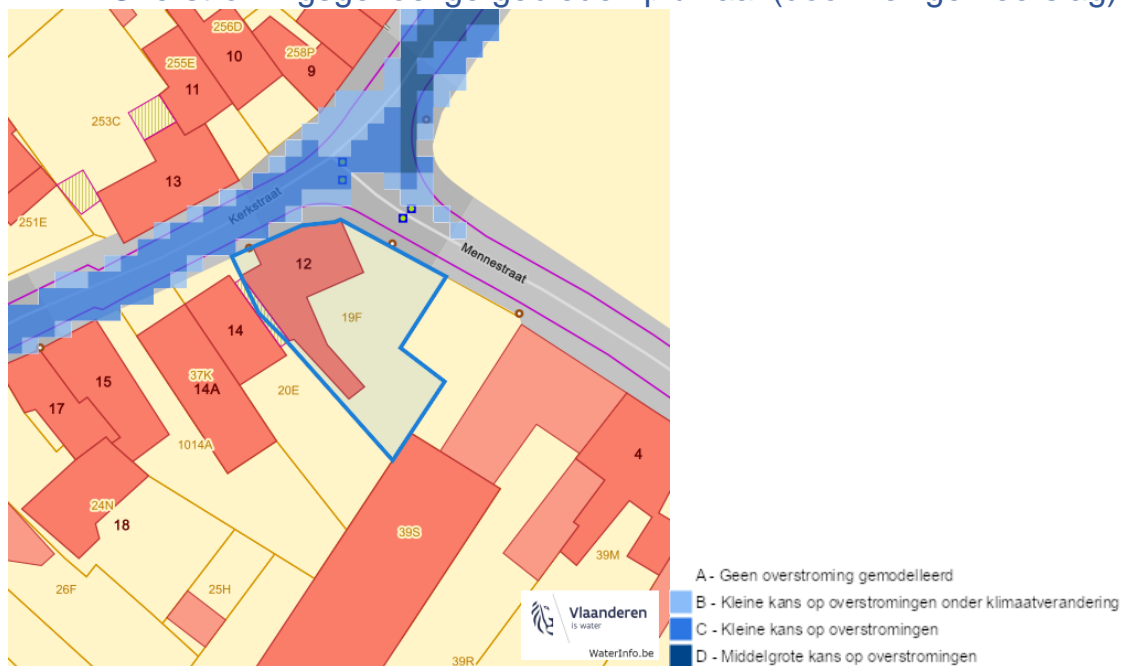 (door
256D
10
258P
9
255E
11
253C
13
251E
Kerkstraat
Mennestraat
12
19F
14
37K
14A
20E
15
17
1014A
4
24N
18
39S
39M
26F
25H
39R
Vlaanderen
is water
WaterInfo.be
A - Geen overstroming gemodelleerd
B - Kleine kans op overstromingen onder klimaatverandering
C - Kleine kans op overstromingen
D - Middelgrote kans op overstromingen